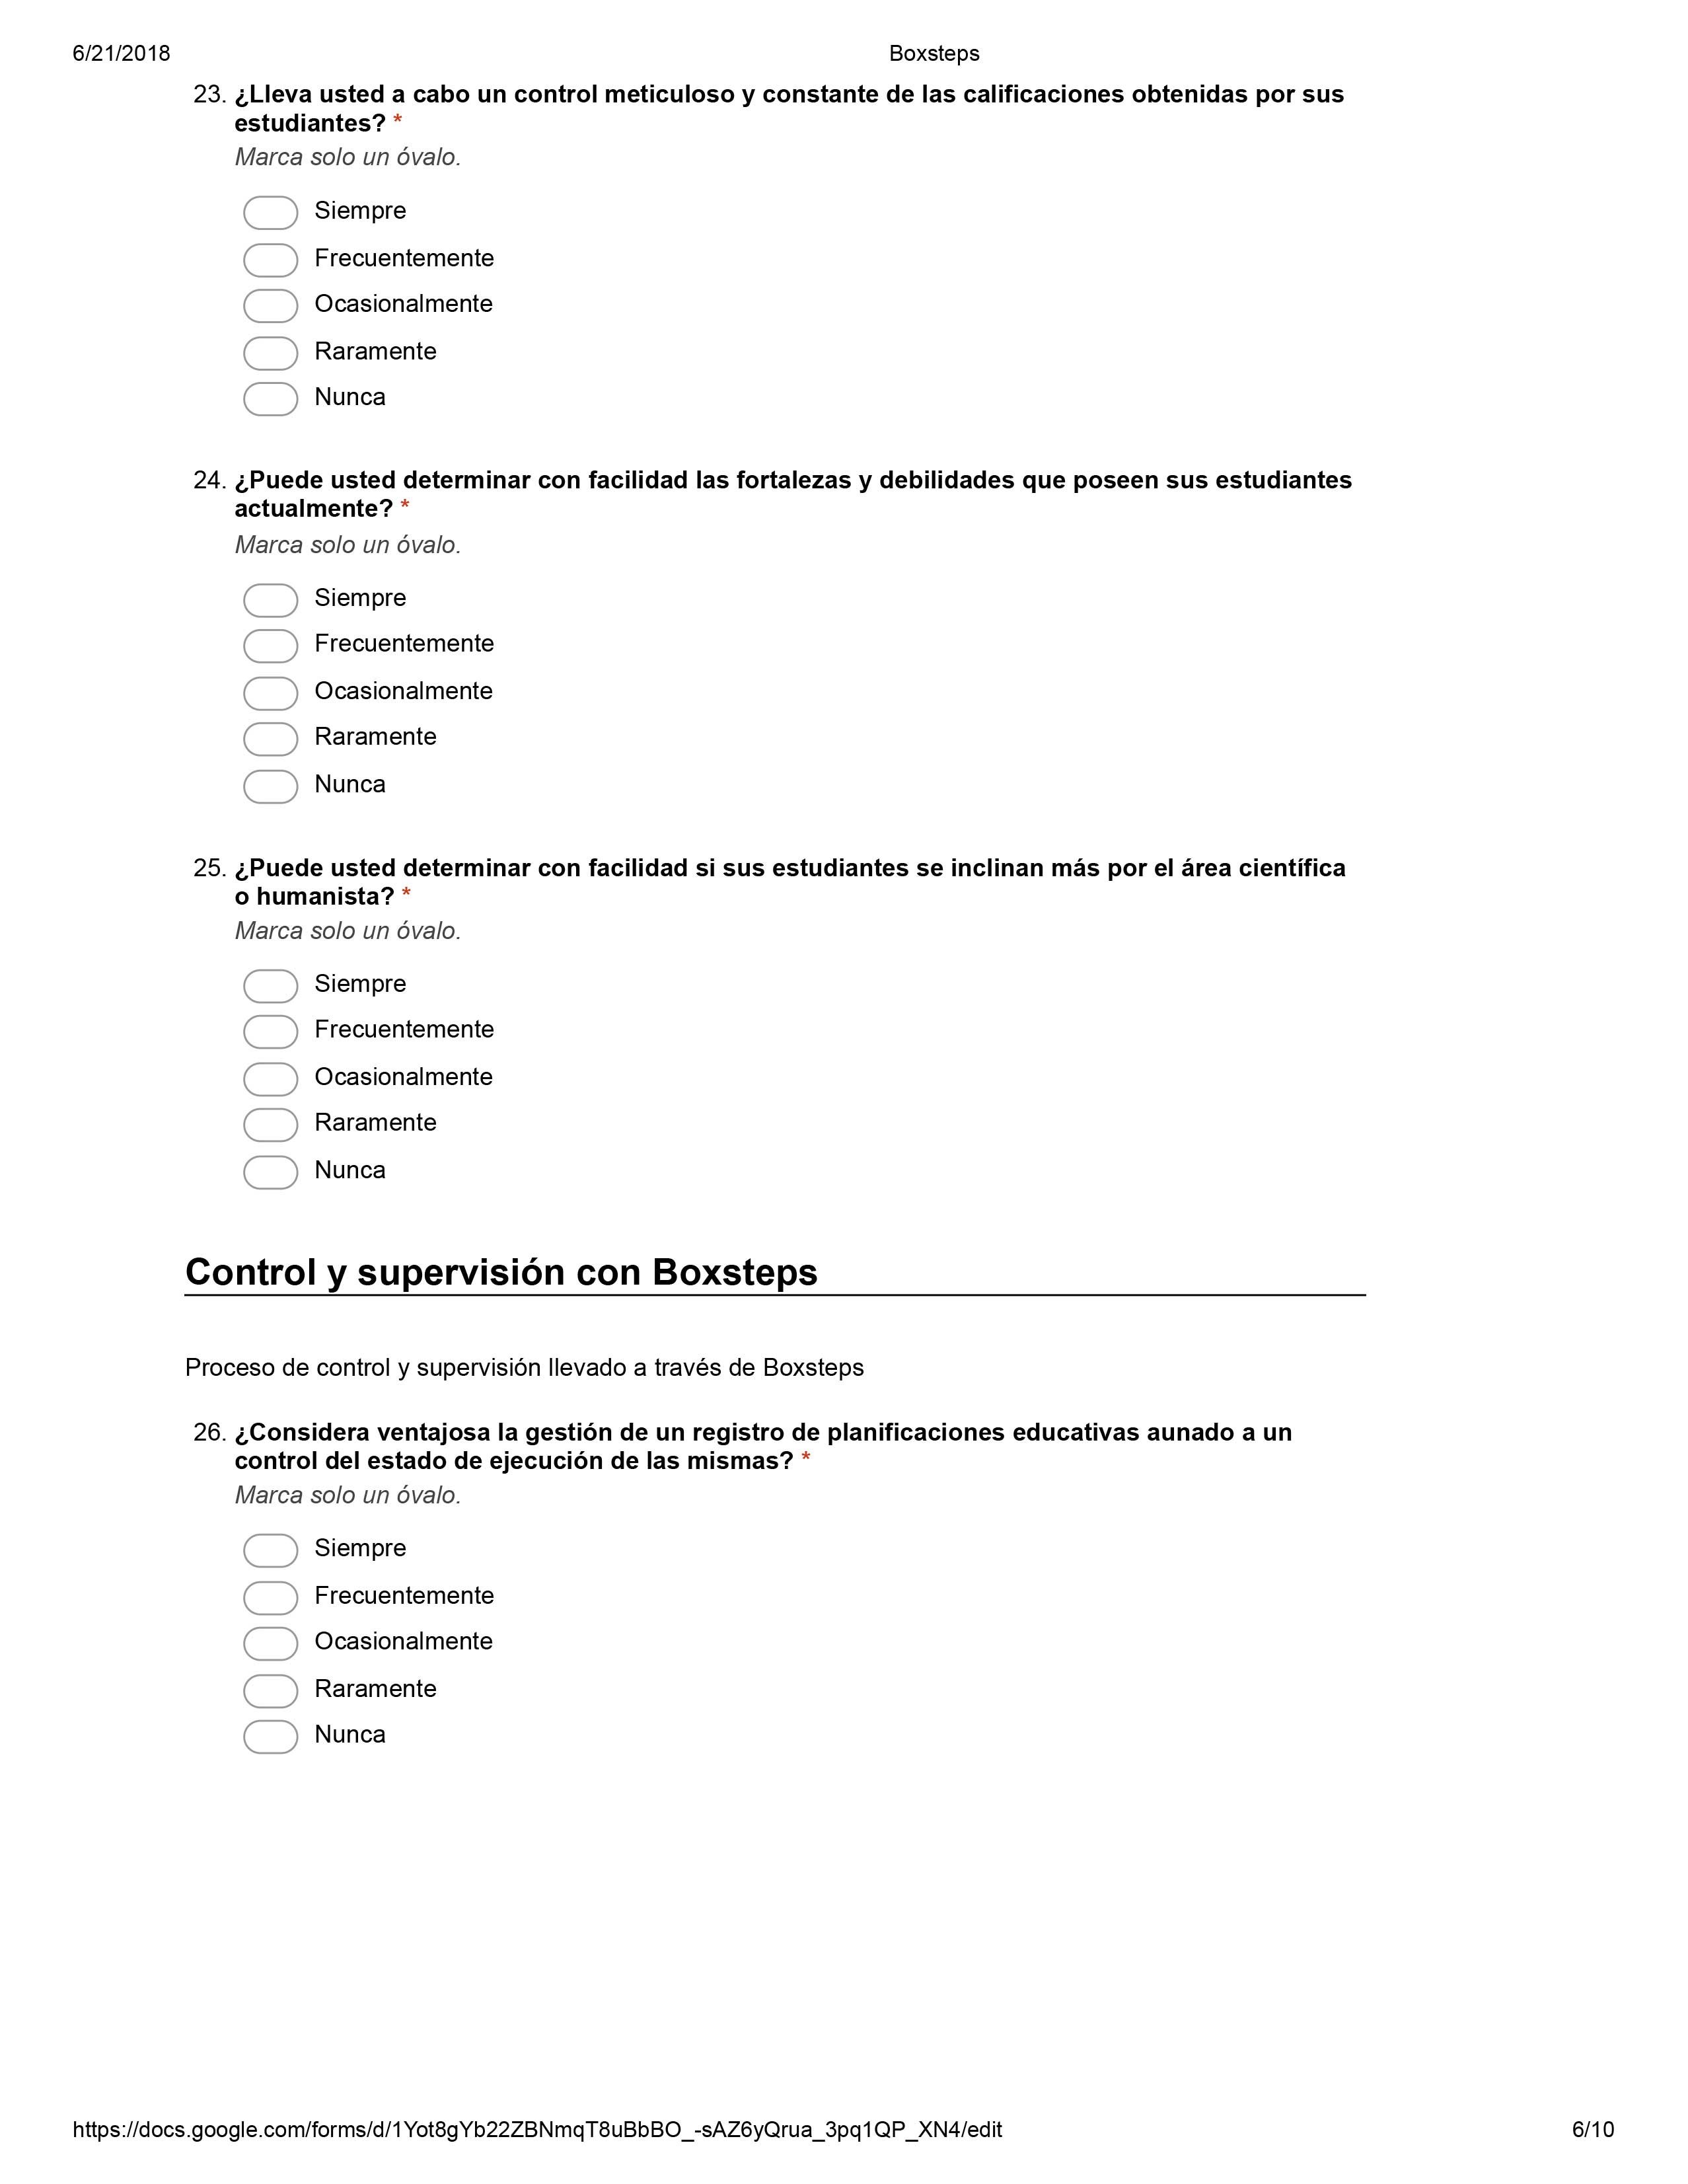 6/21/2018 Boxsteps
23. ¿Lleva usted a cabo un control meticuloso y constante de las calificaciones obtenidas por sus
estudiantes? *
Marca solo un óvalo.
Siempre
Frecuentemente
Ocasionalmente
Raramente
Nunca
24. ¿Puede usted determinar con facilidad las fortalezas y debilidades que poseen sus estudiantes
actualmente? *
Marca solo un óvalo.
Siempre
Frecuentemente
Ocasionalmente
Raramente
Nunca
25. ¿Puede usted determinar con facilidad si sus estudiantes se inclinan más por el área científica
o humanista? *
Marca solo un óvalo.
Siempre
Frecuentemente
Ocasionalmente
Raramente
Nunca
Control y supervisión con Boxsteps
Proceso de control y supervisión llevado a través de Boxsteps
26. ¿Considera ventajosa la gestión de un registro de planificaciones educativas aunado a un
control del estado de ejecución de las mismas? *
Marca solo un óvalo.
Siempre
Frecuentemente
Ocasionalmente
Raramente
Nunca
https://docs.google.com/forms/d/1Yot8gYb22ZBNmqT8uBbBO_-sAZ6yQrua_3pq1QP_XN4/edit 6/10